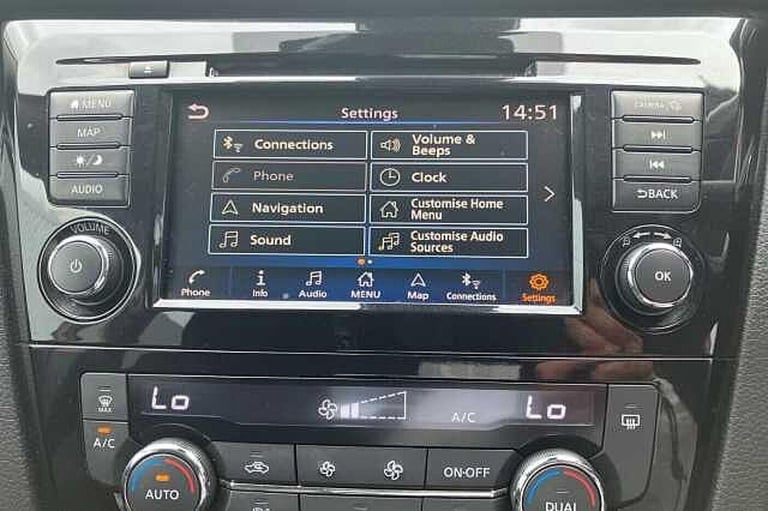 MENU
MAP
AUDIO
VOLUME
Settings
14:51
Connections
Volume &
Beeps
Phone
Clock
Navigation
Customise Home
Menu
Sound
Customise Audio
Sources
Phone
Info
Audio
MENU
Map
Connections
Settings
CAMERA
BACK
OK
MAX
A/C
Lo
A/C
Lo
AUTO
ON·OFF
DUAL